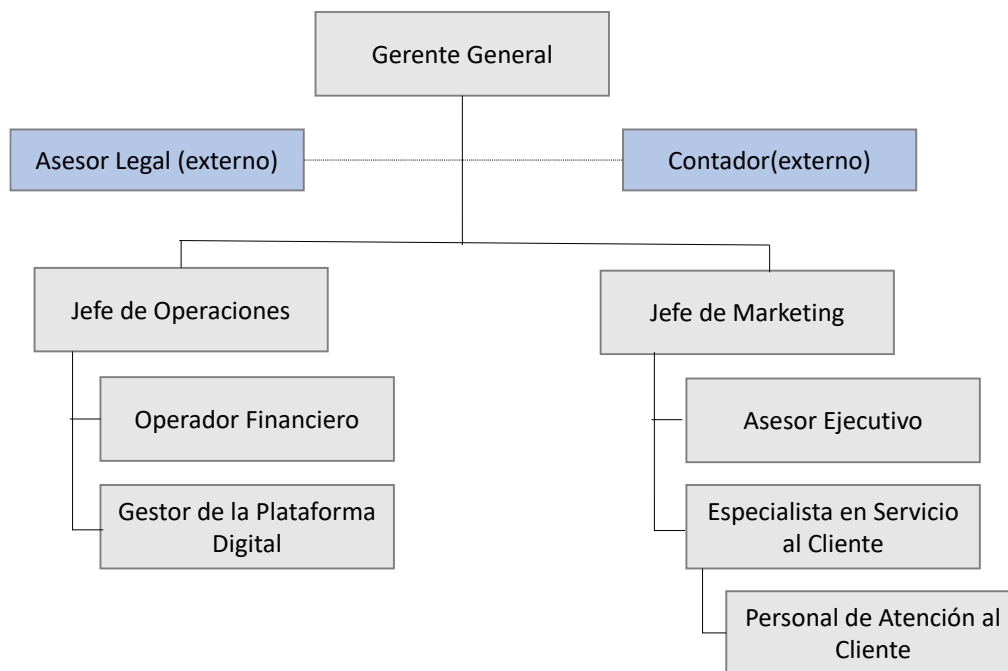 Gerente General
Asesor Legal (externo)
Contador(externo)
Jefe de Operaciones
Jefe de Marketing
Operador Financiero
Asesor Ejecutivo
Gestor de la Plataforma
Digital
Especialista en Servicio
al Cliente
Personal de Atención al
Cliente